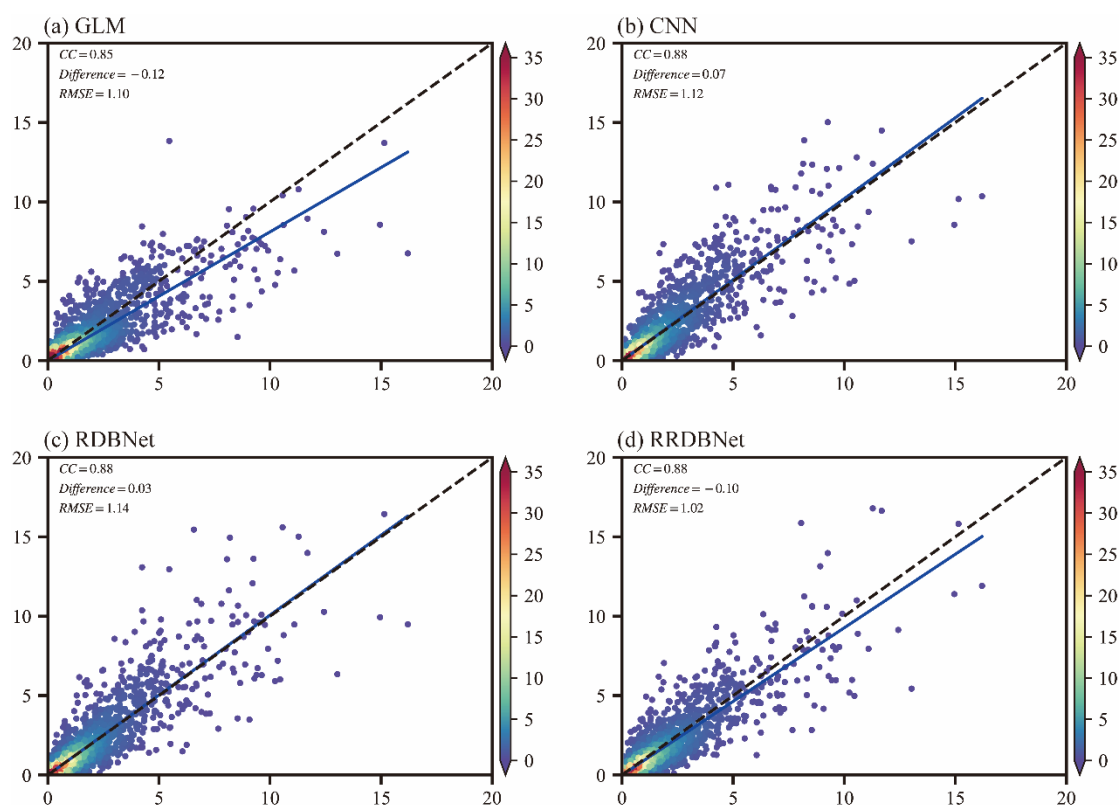 (a) GLM
CC = 0.85
Difference = −0.12
RMSE = 1.10
20
15
10
5
0
0 5 10 15 20
35
30
25
20
15
10
5
0
(b) CNN
CC = 0.88
Difference = 0.07
RMSE = 1.12
20
15
10
5
0
0 5 10 15 20
35
30
25
20
15
10
5
0
(c) RDBNet
CC = 0.88
Difference = 0.03
RMSE = 1.14
20
15
10
5
0
0 5 10 15 20
35
30
25
20
15
10
5
0
(d) RRDBNet
CC = 0.88
Difference = −0.10
RMSE = 1.02
20
15
10
5
0
0 5 10 15 20
35
30
25
20
15
10
5
0